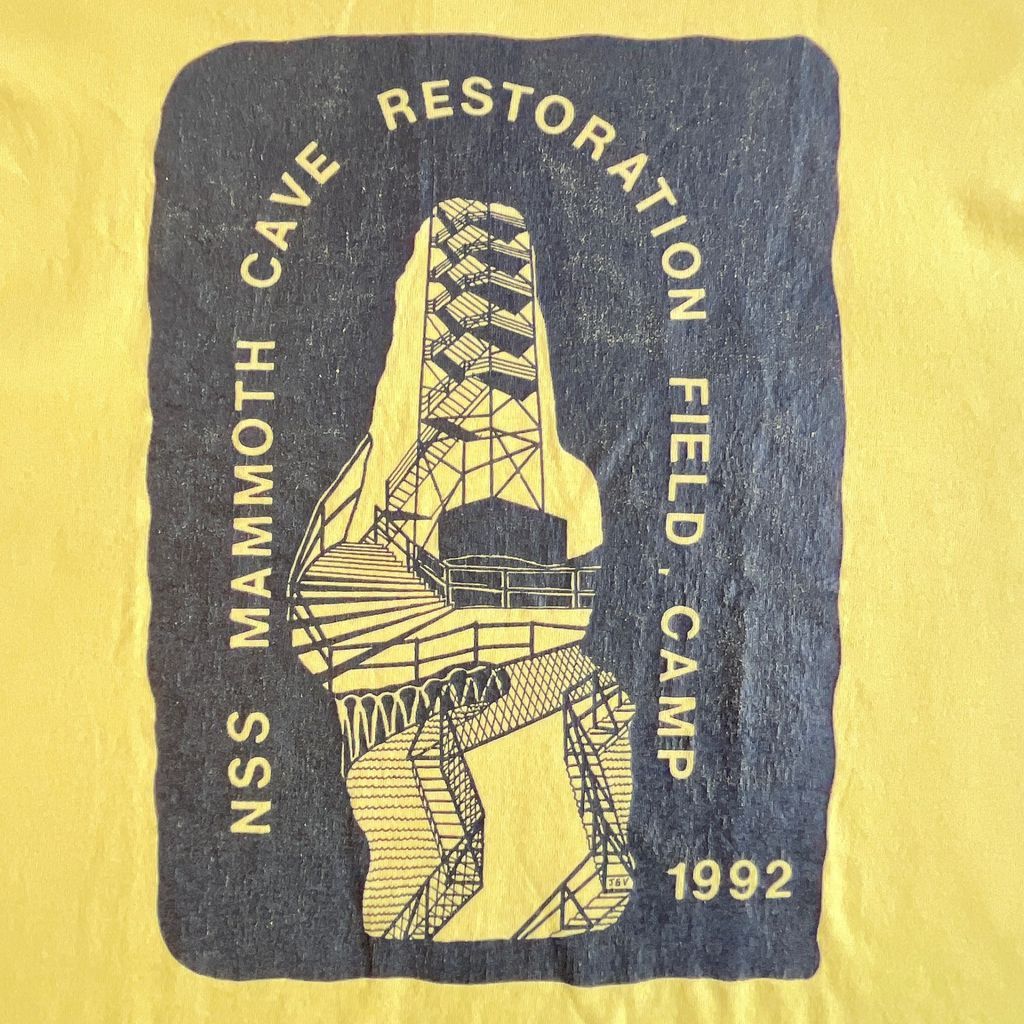 NSS MAMMOTH CAVE RESTORATION FIELD, CAMP
1992
J&V